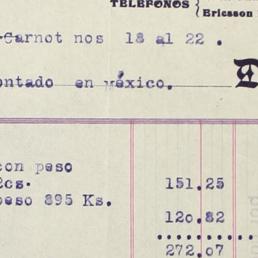 TELEFONOS {
Ericsson
Carnot nos 18 al 22 .
ontado en México.
D
con peso
2cs. 151.25
peso 895 Ks.
120.82
272.07